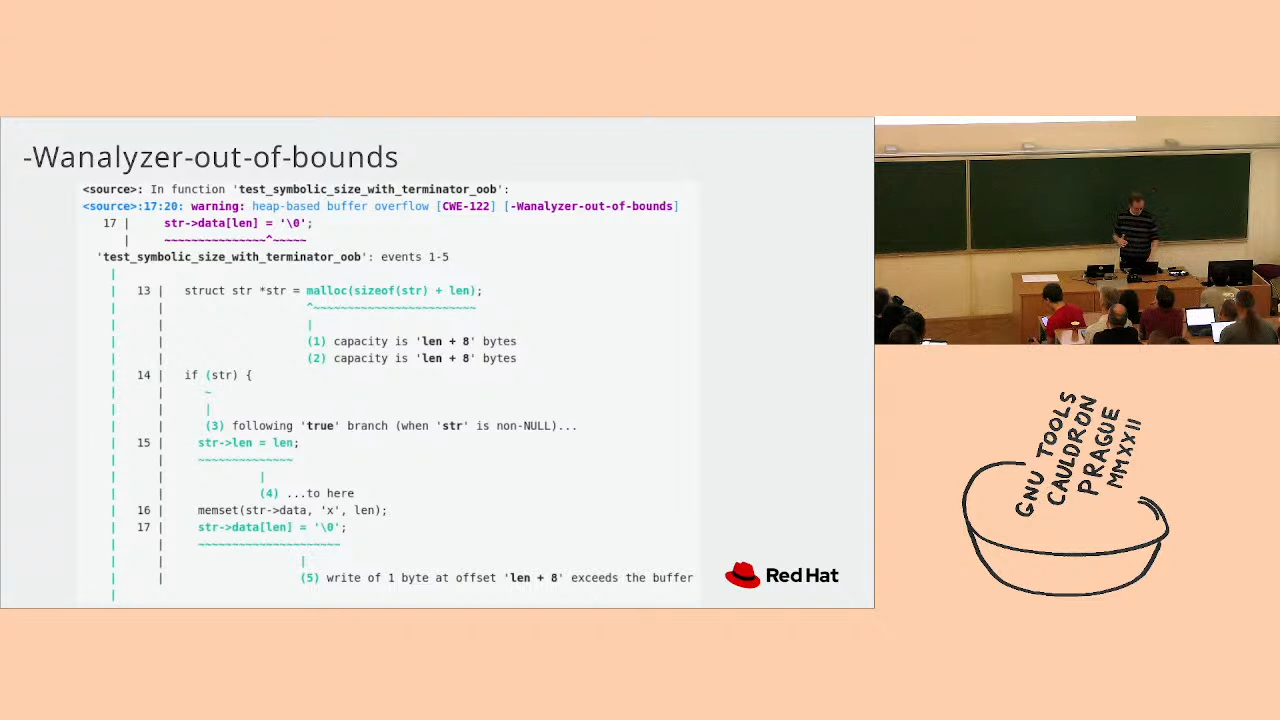 -Wanalyzer-out-of-bounds
<source>: In function 'test_symbolic_size_with_terminator_oob':
<source>:17:20: warning: heap-based buffer overflow [CWE-122] [-Wanalyzer-out-of-bounds]
17 | str->data[len] = '\0';
| ~~~~~~~~~~~~~~~^~~~~~
'test_symbolic_size_with_terminator_oob': events 1-5
|
| 13 | struct str *str = malloc(sizeof(str) + len);
| | ^~~~~~~~~~~~~~~~~~~~~~~~
| | |
| | (1) capacity is 'len + 8' bytes
| | (2) capacity is 'len + 8' bytes
| 14 | if (str) {
| | ~
| | |
| | (3) following 'true' branch (when 'str' is non-NULL)...
| 15 | str->len = len;
| | ~~~~~~~~~~~~~~
| | |
| | (4) ...to here
| 16 | memset(str->data, 'x', len);
| 17 | str->data[len] = '\0';
| | ~~~~~~~~~~~~~~~~~~~~~
| | |
| | (5) write of 1 byte at offset 'len + 8' exceeds the buffer
|
Red Hat
GNU TOOLS
CAULDRON
PRAGUE
MMXXII